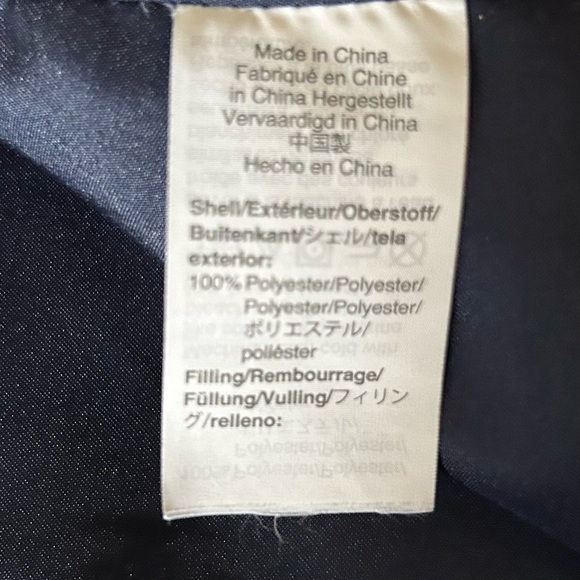 Made in China
Fabriqué en Chine
in China Hergestellt
Vervaardigd in China
中国製
Hecho en China
Shell/Extérieur/Oberstoff/
Buitenkant/シェル/tela
exterior:
100% Polyester/Polyester/
Polyester/Polyester/
ポリエステル/
poliéster
Filling/Rembourrage/
Füllung/Vulling/フィリン
グ/relleno: